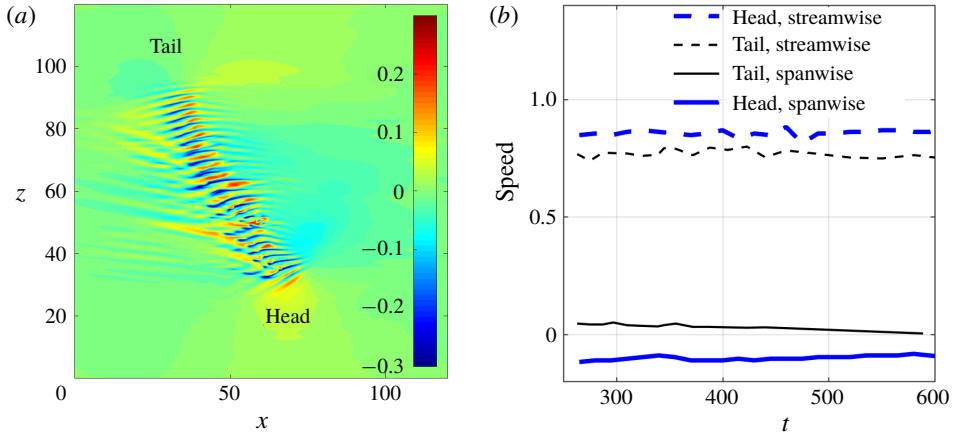 (a)
Tail
Head
z
100
80
60
40
20
0
50
100
x
0.2
0.1
0
−0.1
−0.2
−0.3
(b)
Head, streamwise
Tail, streamwise
Tail, spanwise
Head, spanwise
Speed
1.0
0.5
0
300
400
500
600
t